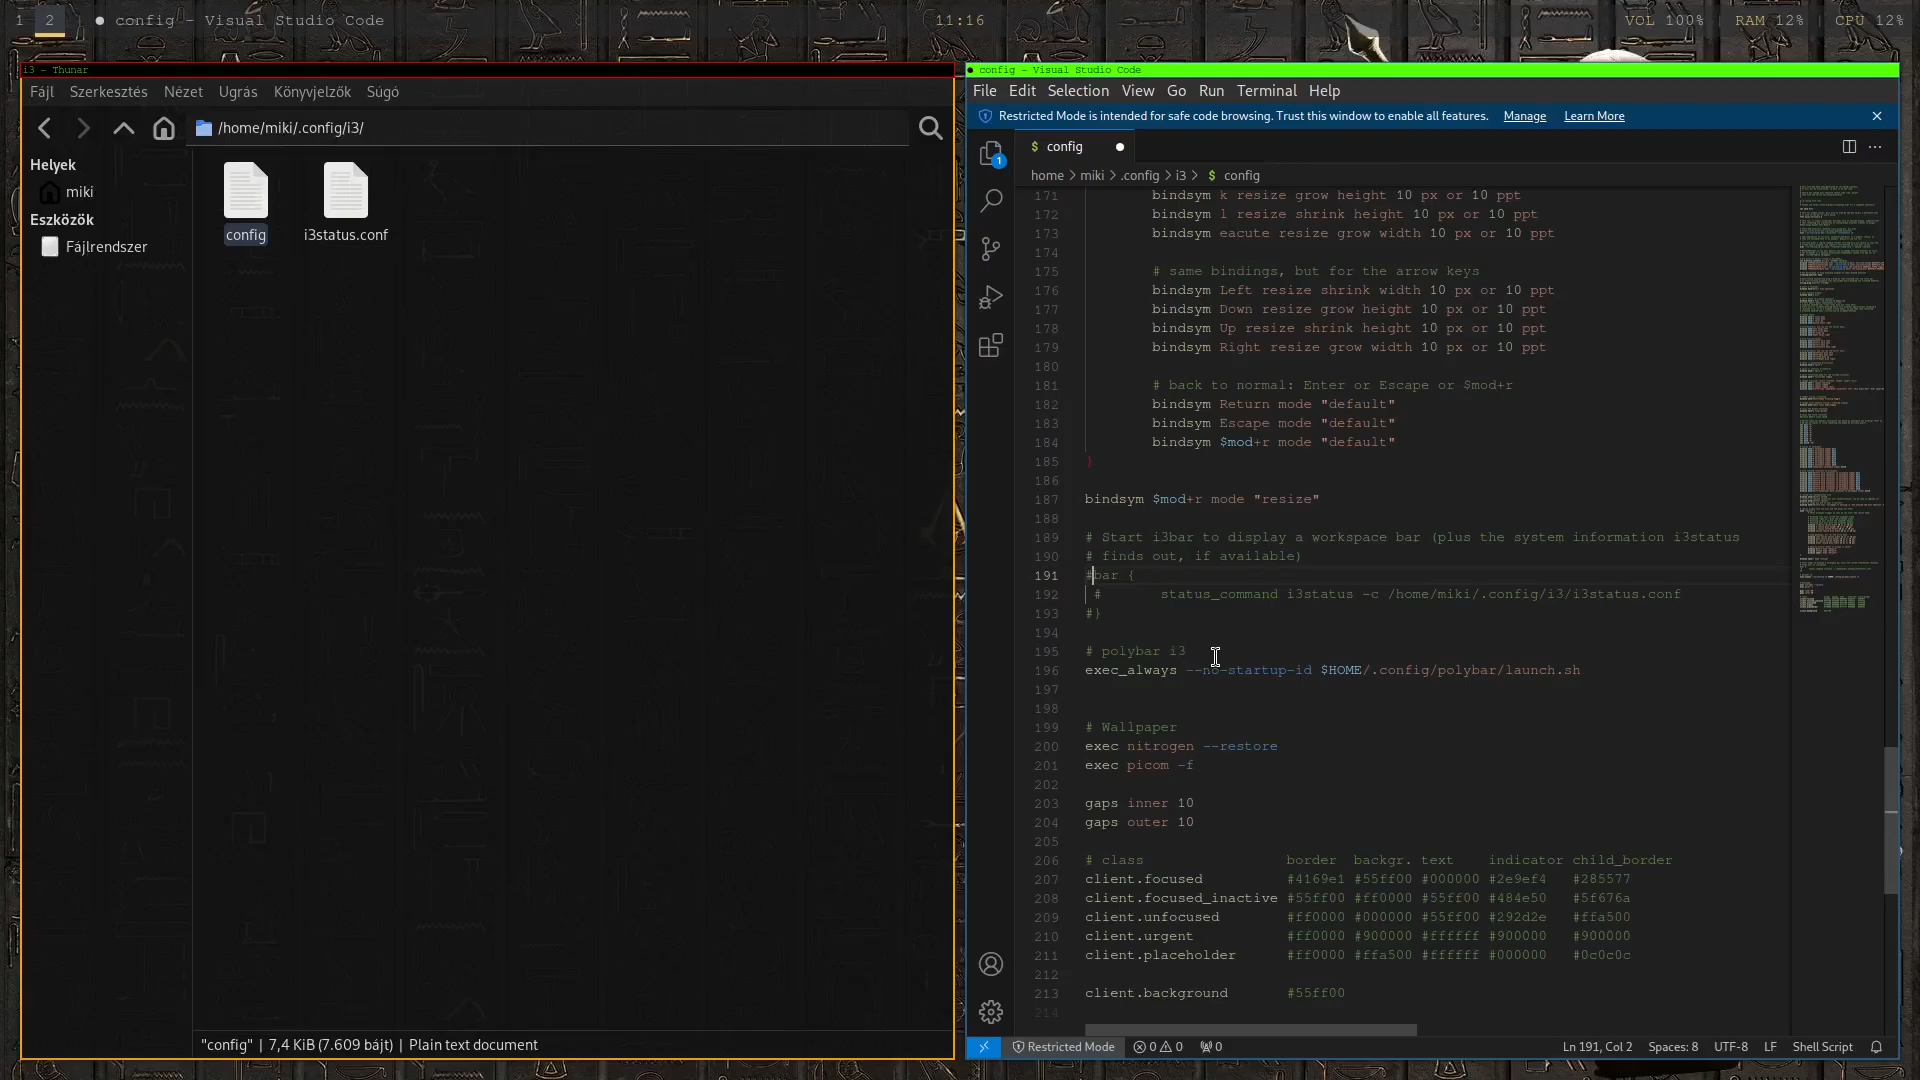 1 2 ● config - Visual Studio Code 11:16 VOL 100% | RAM 12% | CPU 12%
i3 - Thunar
Fájl Szerkesztés Nézet Ugrás Könyvjelzők Súgó
/home/miki/.config/i3/
Helyek
miki
Eszközök
Fájlrendszer
config
i3status.conf
"config" | 7,4 KiB (7.609 bájt) | Plain text document
● config - Visual Studio Code
File Edit Selection View Go Run Terminal Help
Restricted Mode is intended for safe code browsing. Trust this window to enable all features. Manage Learn More
1
$ config
home > miki > .config > i3 > $ config
171 bindsym k resize grow height 10 px or 10 ppt
172 bindsym l resize shrink height 10 px or 10 ppt
173 bindsym eacute resize grow width 10 px or 10 ppt
174
175 # same bindings, but for the arrow keys
176 bindsym Left resize shrink width 10 px or 10 ppt
177 bindsym Down resize grow height 10 px or 10 ppt
178 bindsym Up resize shrink height 10 px or 10 ppt
179 bindsym Right resize grow width 10 px or 10 ppt
180
181 # back to normal: Enter or Escape or $mod+r
182 bindsym Return mode "default"
183 bindsym Escape mode "default"
184 bindsym $mod+r mode "default"
185 }
186
187 bindsym $mod+r mode "resize"
188
189 # Start i3bar to display a workspace bar (plus the system information i3status
190 # finds out, if available)
191 #bar {
192 # status_command i3status -c /home/miki/.config/i3/i3status.conf
193 #}
194
195 # polybar i3
196 exec_always --no-startup-id $HOME/.config/polybar/launch.sh
197
198
199 # Wallpaper
200 exec nitrogen --restore
201 exec picom -f
202
203 gaps inner 10
204 gaps outer 10
205
206 # class border backgr. text indicator child_border
207 client.focused #4169e1 #55ff00 #000000 #2e9ef4 #285577
208 client.focused_inactive #55ff00 #ff0000 #55ff00 #484e50 #5f676a
209 client.unfocused #ff0000 #000000 #55ff00 #292d2e #ffa500
210 client.urgent #ff0000 #900000 #ffffff #900000 #900000
211 client.placeholder #ff0000 #ffa500 #ffffff #000000 #0c0c0c
212
213 client.background #55ff00
214
Restricted Mode 0 0 0 Ln 191, Col 2 Spaces: 8 UTF-8 LF Shell Script